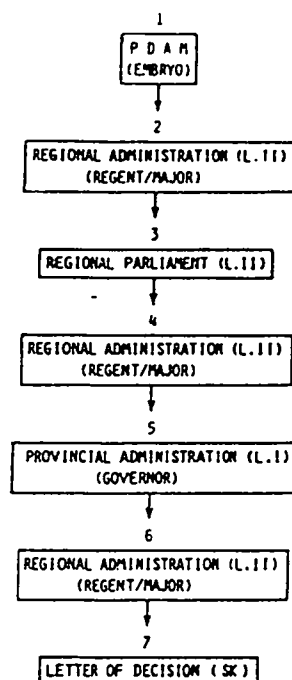 1
P D A M
(EMBRYO)
2
REGIONAL ADMINISTRATION (L.II)
(REGENT/MAJOR)
3
REGIONAL PARLIAMENT (L.II)
4
REGIONAL ADMINISTRATION (L.II)
(REGENT/MAJOR)
5
PROVINCIAL ADMINISTRATION (L.I)
(GOVERNOR)
6
REGIONAL ADMINISTRATION (L.II)
(REGENT/MAJOR)
7
LETTER OF DECISION (SK)